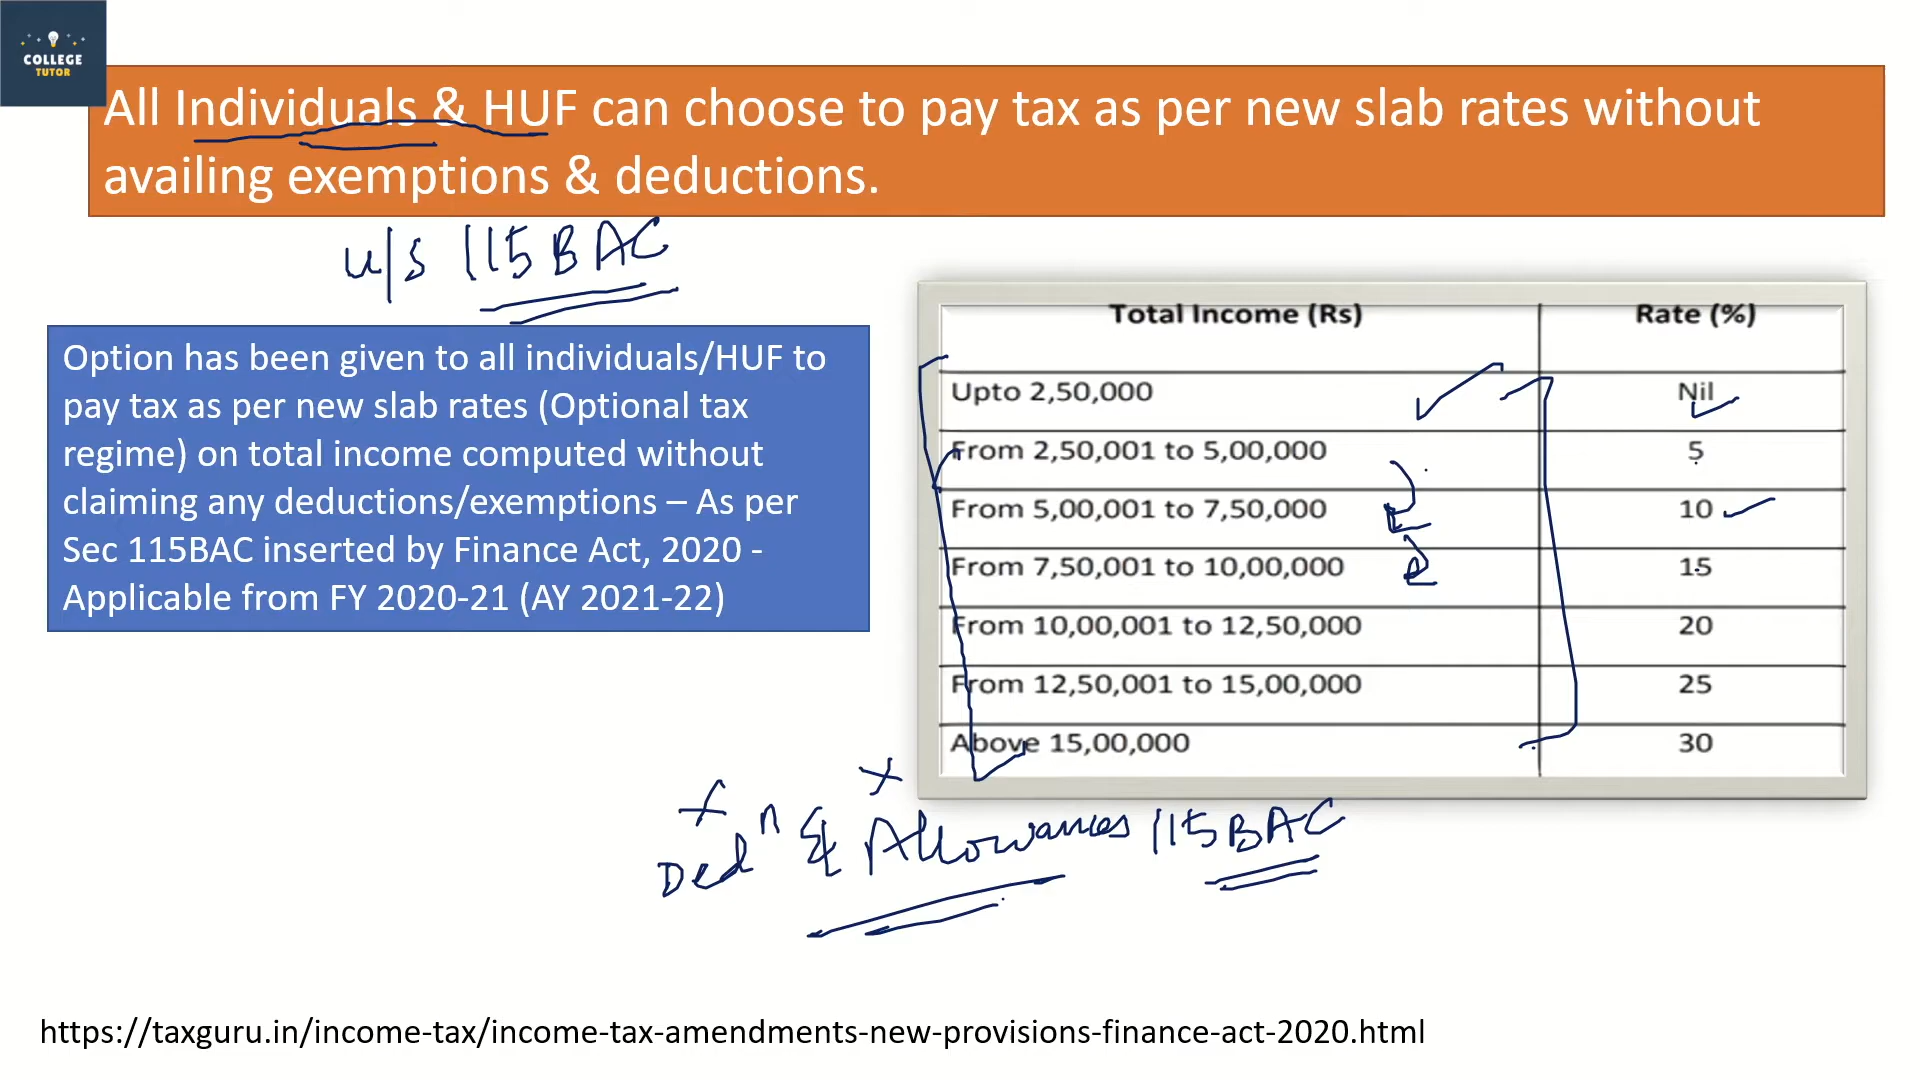 COLLEGE
TUTOR
All Individuals & HUF can choose to pay tax as per new slab rates without
availing exemptions & deductions.
u/s 115BAC
Option has been given to all individuals/HUF to
pay tax as per new slab rates (Optional tax
regime) on total income computed without
claiming any deductions/exemptions – As per
Sec 115BAC inserted by Finance Act, 2020 -
Applicable from FY 2020-21 (AY 2021-22)
Total Income (Rs) Rate (%)
Upto 2,50,000 Nil
From 2,50,001 to 5,00,000 5
From 5,00,001 to 7,50,000 10
From 7,50,001 to 10,00,000 15
From 10,00,001 to 12,50,000 20
From 12,50,001 to 15,00,000 25
Above 15,00,000 30
Dedn & Allowances 115BAC
https://taxguru.in/income-tax/income-tax-amendments-new-provisions-finance-act-2020.html